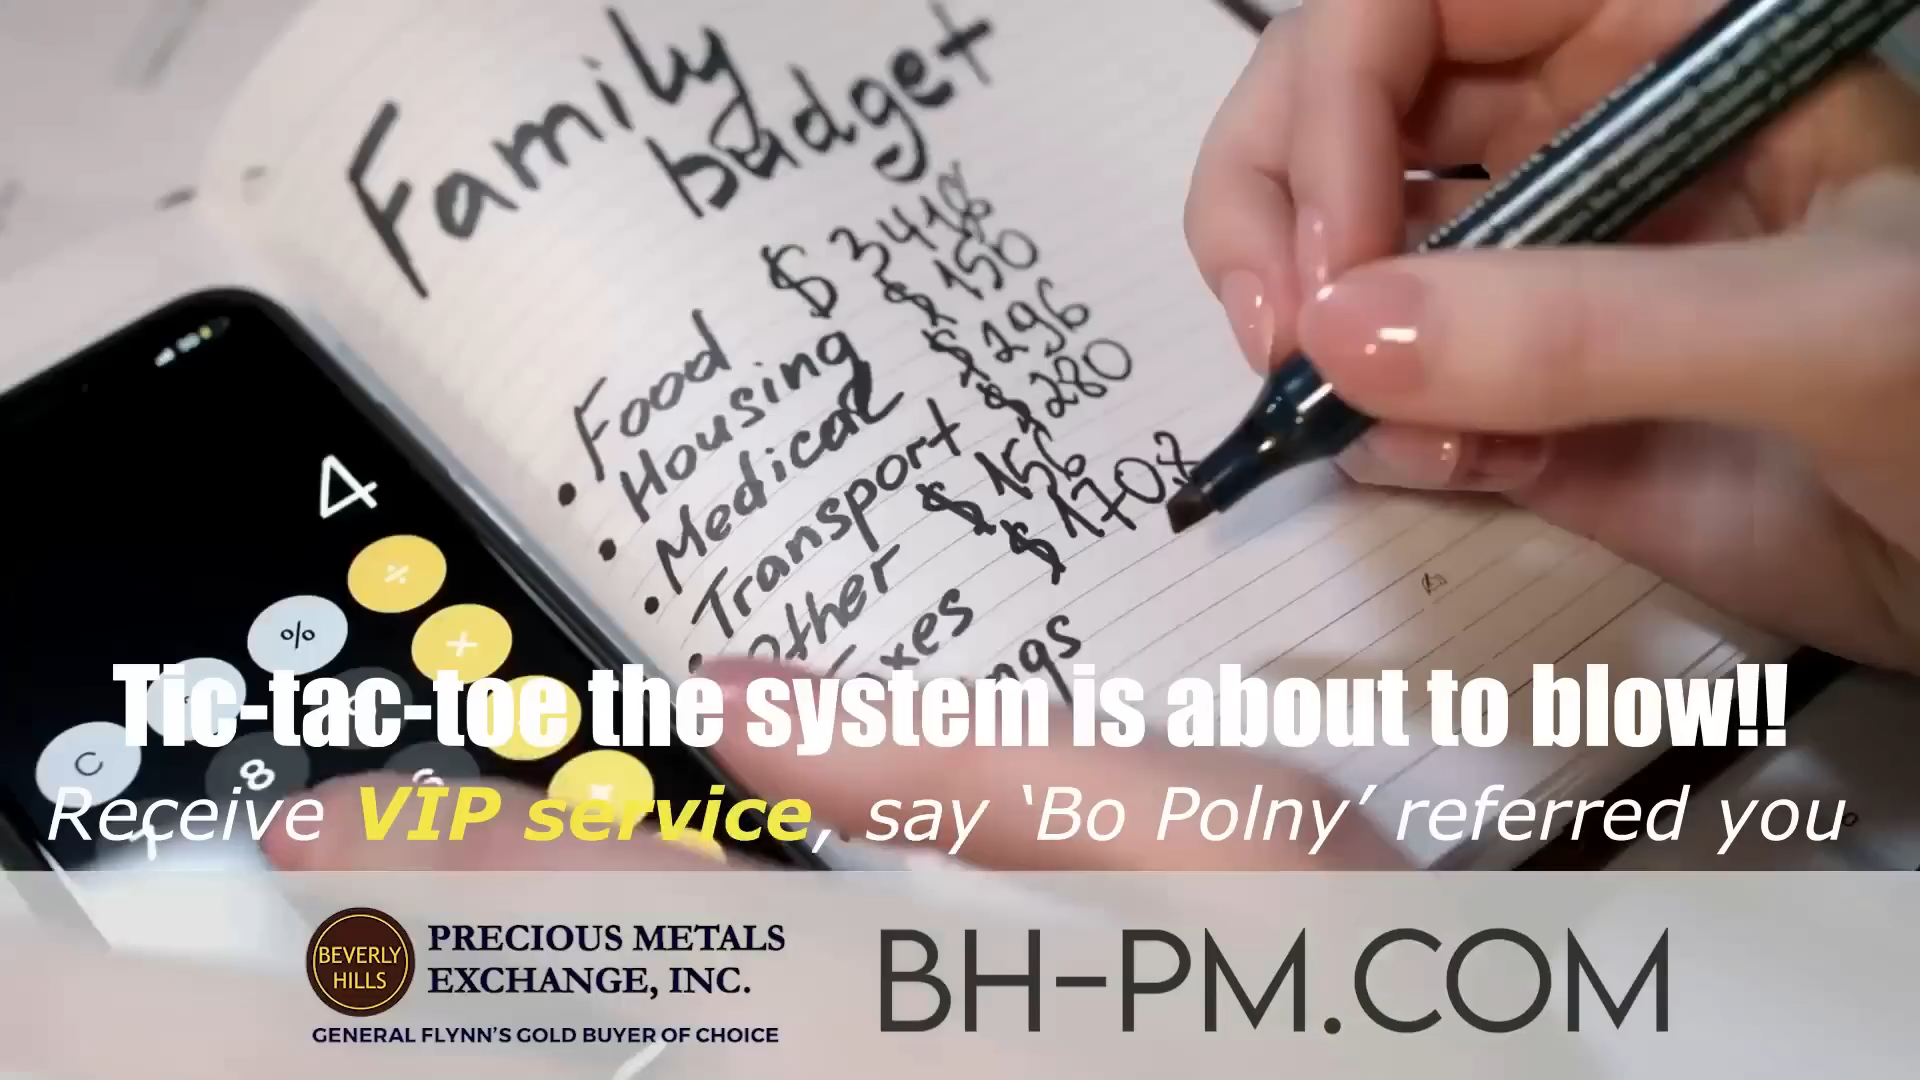 Family
budget
Food $ 3418
Housing $ 150
Medical $ 296
Transport $ 280
Other $ 156
$ 170
4
%
C
8
Tic-tac-toe the system is about to blow!!
Receive VIP service, say ‘Bo Polny’ referred you
BEVERLY
HILLS
PRECIOUS METALS
EXCHANGE, INC.
GENERAL FLYNN’S GOLD BUYER OF CHOICE
BH-PM.COM